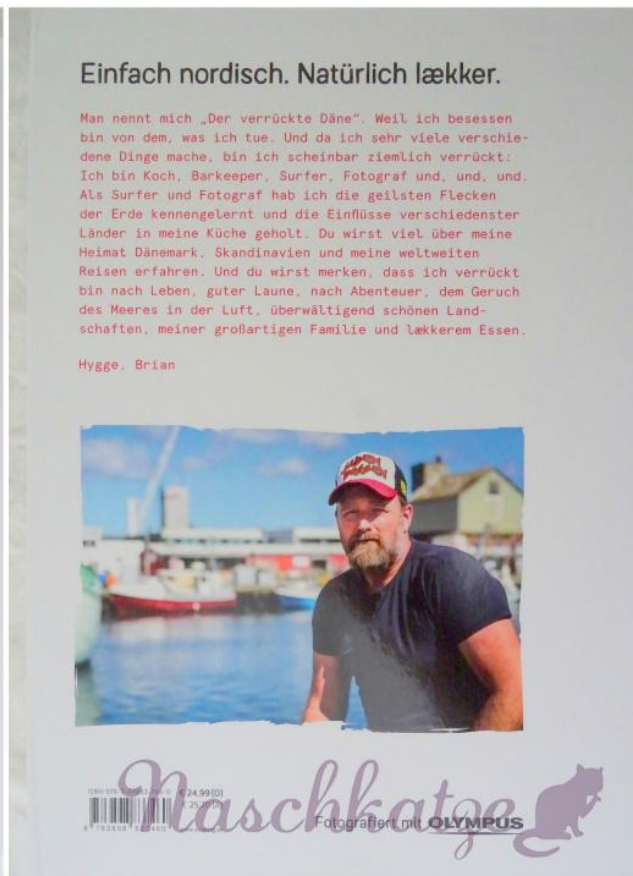 Einfach nordisch. Natürlich lækker.
Man nennt mich „Der verrückte Däne“. Weil ich besessen
bin von dem, was ich tue. Und da ich sehr viele verschie-
dene Dinge mache, bin ich scheinbar ziemlich verrückt:
Ich bin Koch, Barkeeper, Surfer, Fotograf und, und, und.
Als Surfer und Fotograf hab ich die geilsten Flecken
der Erde kennengelernt und die Einflüsse verschiedenster
Länder in meine Küche geholt. Du wirst viel über meine
Heimat Dänemark, Skandinavien und meine weltweiten
Reisen erfahren. Und du wirst merken, dass ich verrückt
bin nach Leben, guter Laune, nach Abenteuer, dem Geruch
des Meeres in der Luft, überwältigend schönen Land-
schaften, meiner großartigen Familie und lækkerem Essen.
Hygge, Brian
€ 24,99 (D)
Naschkatze
Fotografiert mit OLYMPUS